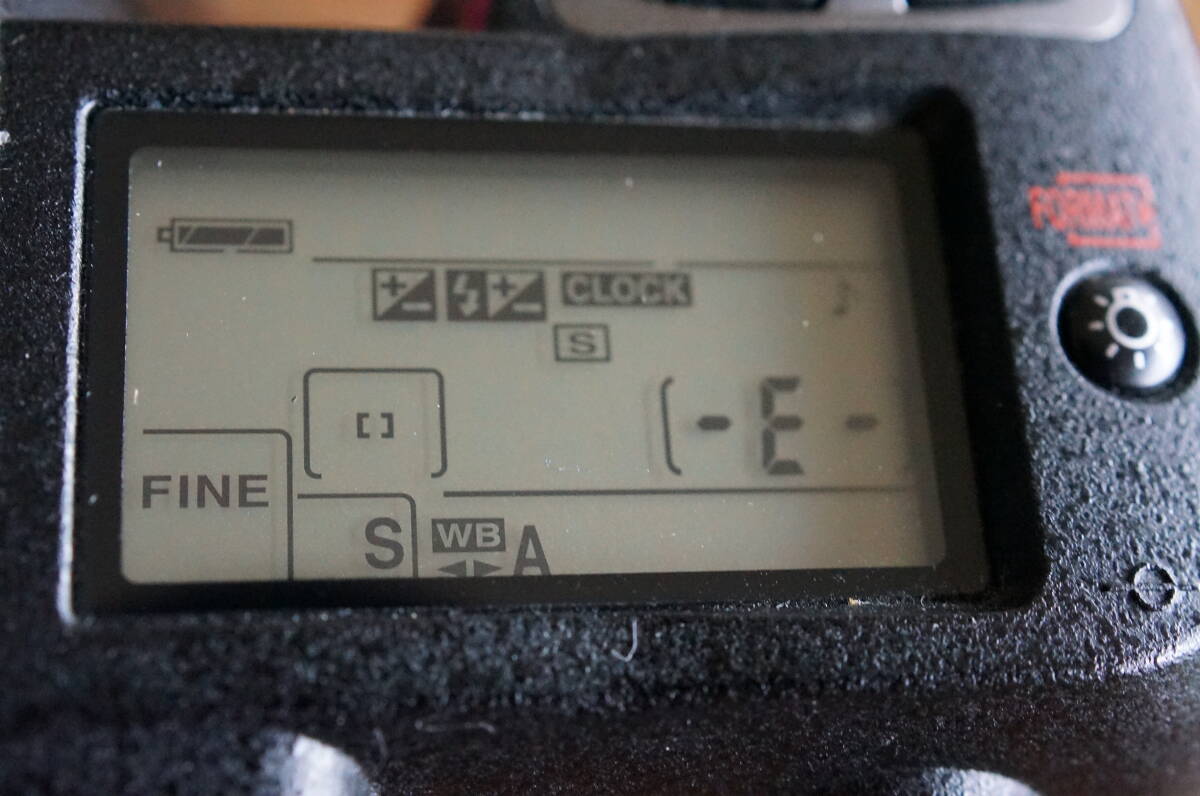 FORMAT
CLOCK
S
[ ]
(-E-
FINE
S WB A